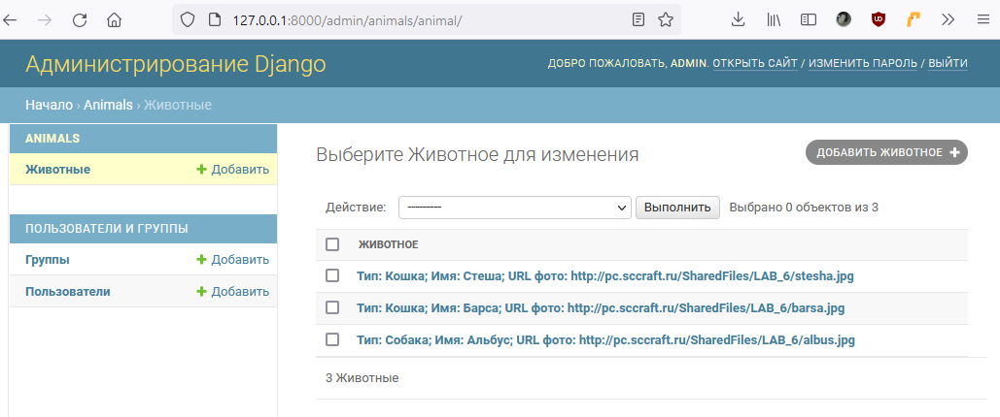 127.0.0.1:8000/admin/animals/animal/
Администрирование Django
ДОБРО ПОЖАЛОВАТЬ, ADMIN. ОТКРЫТЬ САЙТ / ИЗМЕНИТЬ ПАРОЛЬ / ВЫЙТИ
Начало › Animals › Животные
ANIMALS
Животные + Добавить
ПОЛЬЗОВАТЕЛИ И ГРУППЫ
Группы + Добавить
Пользователи + Добавить
Выберите Животное для изменения
ДОБАВИТЬ ЖИВОТНОЕ +
Действие: --------- Выполнить Выбрано 0 объектов из 3
ЖИВОТНОЕ
Тип: Кошка; Имя: Стеша; URL фото: http://pc.sccraft.ru/SharedFiles/LAB_6/stesha.jpg
Тип: Кошка; Имя: Барса; URL фото: http://pc.sccraft.ru/SharedFiles/LAB_6/barsa.jpg
Тип: Собака; Имя: Альбус; URL фото: http://pc.sccraft.ru/SharedFiles/LAB_6/albus.jpg
3 Животные